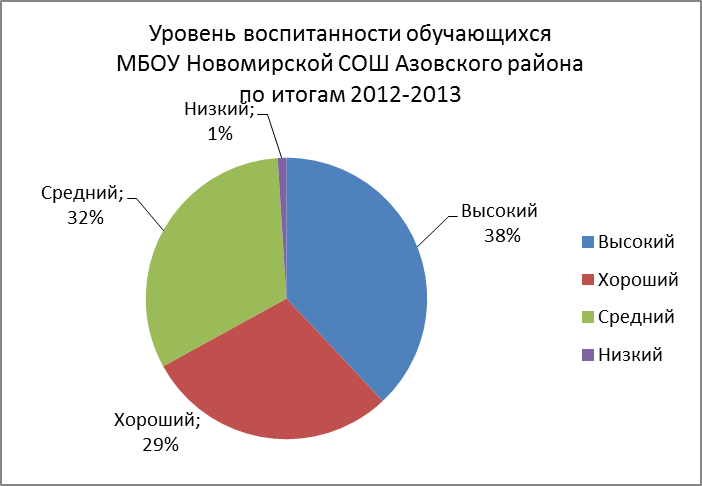 Уровень воспитанности обучающихся
МБОУ Новомирской СОШ Азовского района
по итогам 2012-2013
Низкий;
1%
Средний;
32%
Высокий
38%
Хороший;
29%
Высокий
Хороший
Средний
Низкий